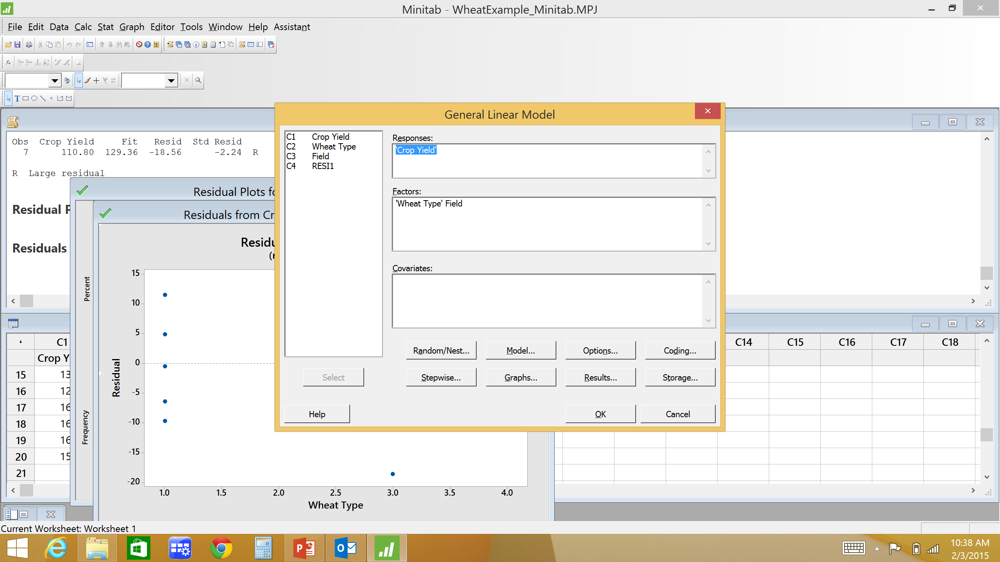 Minitab - WheatExample_Minitab.MPJ
File Edit Data Calc Stat Graph Editor Tools Window Help Assistant
Obs Crop Yield Fit Resid Std Resid
7 110.80 129.36 -18.56 -2.24 R
R Large residual
Residual Plots fo
Residual P
Residuals from Cr
Residuals
Residu
(r
Percent
Frequency
Residual
15
10
5
0
-5
-10
-15
-20
1.0 1.5 2.0 2.5 3.0 3.5 4.0
Wheat Type
General Linear Model
C1 Crop Yield
C2 Wheat Type
C3 Field
C4 RESI1
Responses:
'Crop Yield'
Factors:
'Wheat Type' Field
Covariates:
Random/Nest... Model... Options... Coding...
Select Stepwise... Graphs... Results... Storage...
Help OK Cancel
C1 C14 C15 C16 C17 C18
Crop Y
15 13
16 12
17 16
18 16
19 16
20 15
21
Current Worksheet: Worksheet 1
10:38 AM
2/3/2015